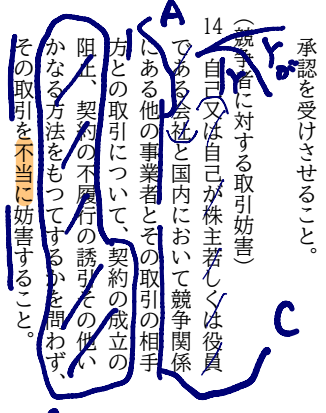 承認を受けさせること。
(競争者に対する取引妨害)
14 自己又は自己が株主若しくは役員
である会社と国内において競争関係
にある他の事業者とその取引の相手
方との取引について、契約の成立の
阻止、契約の不履行の誘引その他い
かなる方法をもつてするかを問わず、
その取引を不当に妨害すること。
A
Y
Y
C